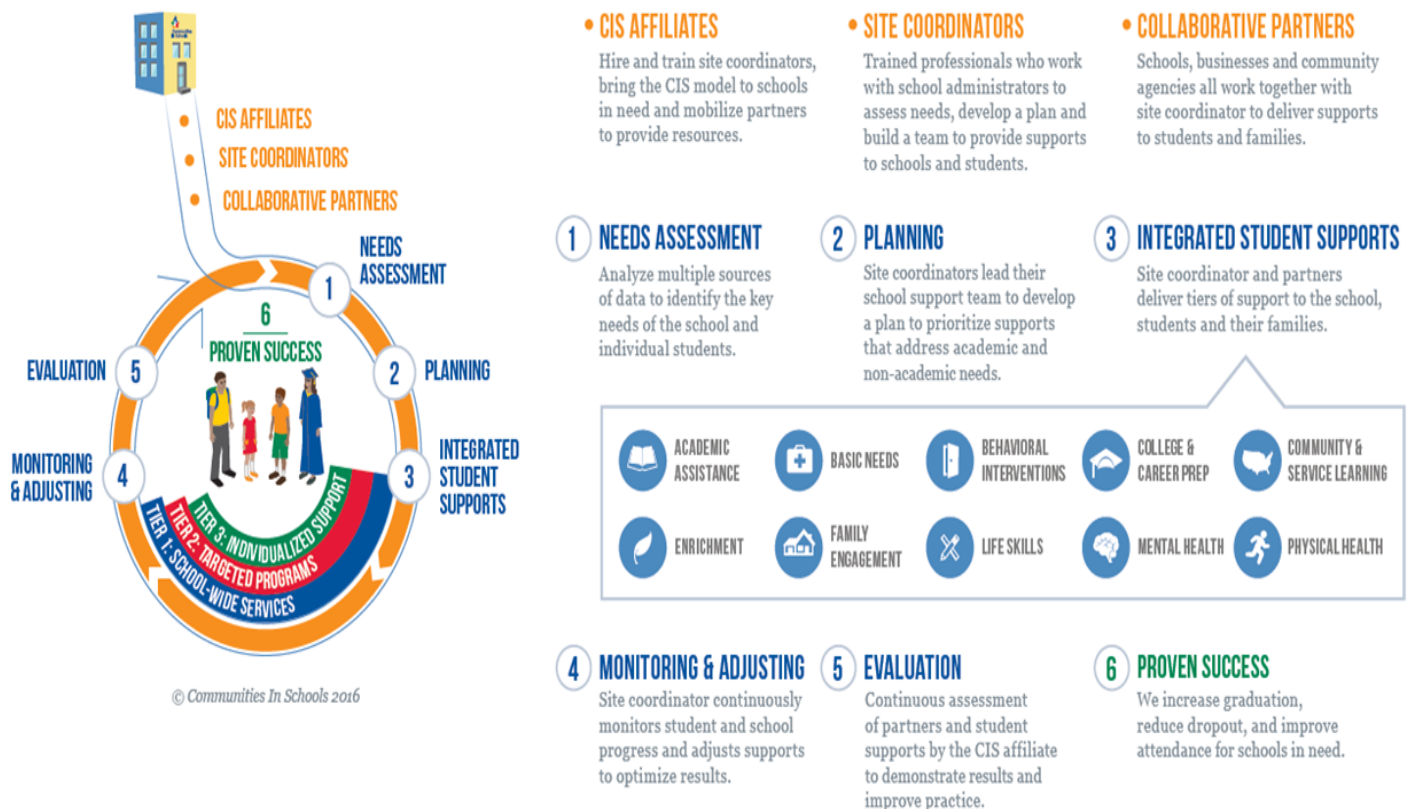 CIS AFFILIATES
SITE COORDINATORS
COLLABORATIVE PARTNERS
NEEDS
ASSESSMENT
1
6
PROVEN SUCCESS
EVALUATION
5
2
PLANNING
MONITORING
& ADJUSTING
4
3
INTEGRATED
STUDENT
SUPPORTS
TIER 3: INDIVIDUALIZED SUPPORT
TIER 2: TARGETED PROGRAMS
TIER 1: SCHOOL-WIDE SERVICES
© Communities In Schools 2016
• CIS AFFILIATES
Hire and train site coordinators,
bring the CIS model to schools
in need and mobilize partners
to provide resources.
• SITE COORDINATORS
Trained professionals who work
with school administrators to
assess needs, develop a plan and
build a team to provide supports
to schools and students.
• COLLABORATIVE PARTNERS
Schools, businesses and community
agencies all work together with
site coordinator to deliver supports
to students and families.
1 NEEDS ASSESSMENT
Analyze multiple sources
of data to identify the key
needs of the school and
individual students.
2 PLANNING
Site coordinators lead their
school support team to develop
a plan to prioritize supports
that address academic and
non-academic needs.
3 INTEGRATED STUDENT SUPPORTS
Site coordinator and partners
deliver tiers of support to the school,
students and their families.
ACADEMIC
ASSISTANCE
BASIC NEEDS
BEHAVIORAL
INTERVENTIONS
COLLEGE &
CAREER PREP
COMMUNITY &
SERVICE LEARNING
ENRICHMENT
FAMILY
ENGAGEMENT
LIFE SKILLS
MENTAL HEALTH
PHYSICAL HEALTH
4 MONITORING & ADJUSTING
Site coordinator continuously
monitors student and school
progress and adjusts supports
to optimize results.
5 EVALUATION
Continuous assessment
of partners and student
supports by the CIS affiliate
to demonstrate results and
improve practice.
6 PROVEN SUCCESS
We increase graduation,
reduce dropout, and improve
attendance for schools in need.